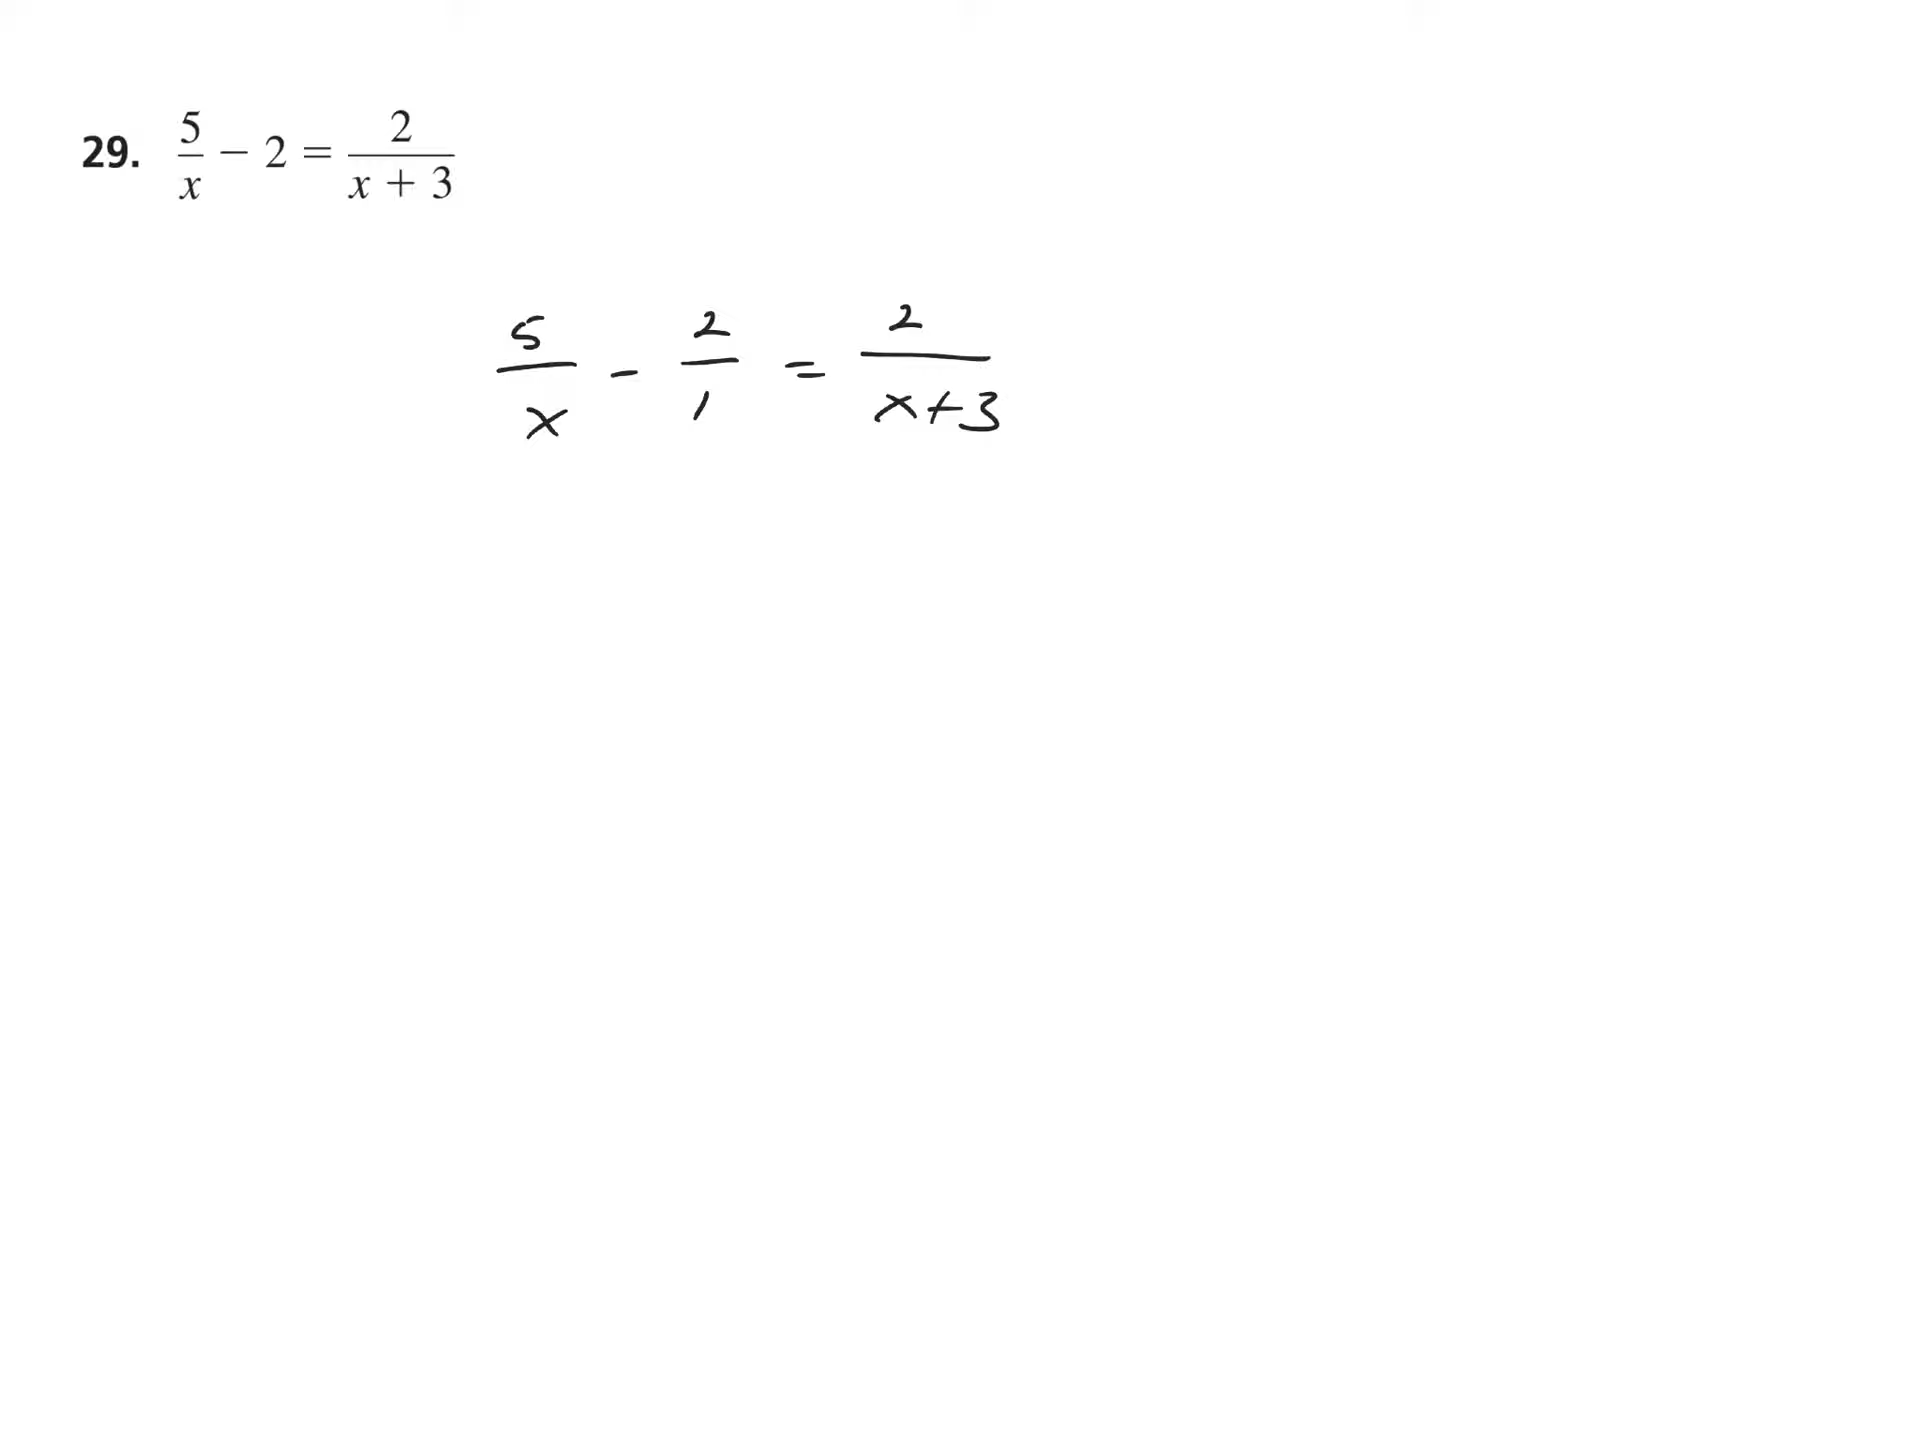 29. 5/x − 2 = 2/(x + 3)
5/x - 2/1 = 2/(x+3)